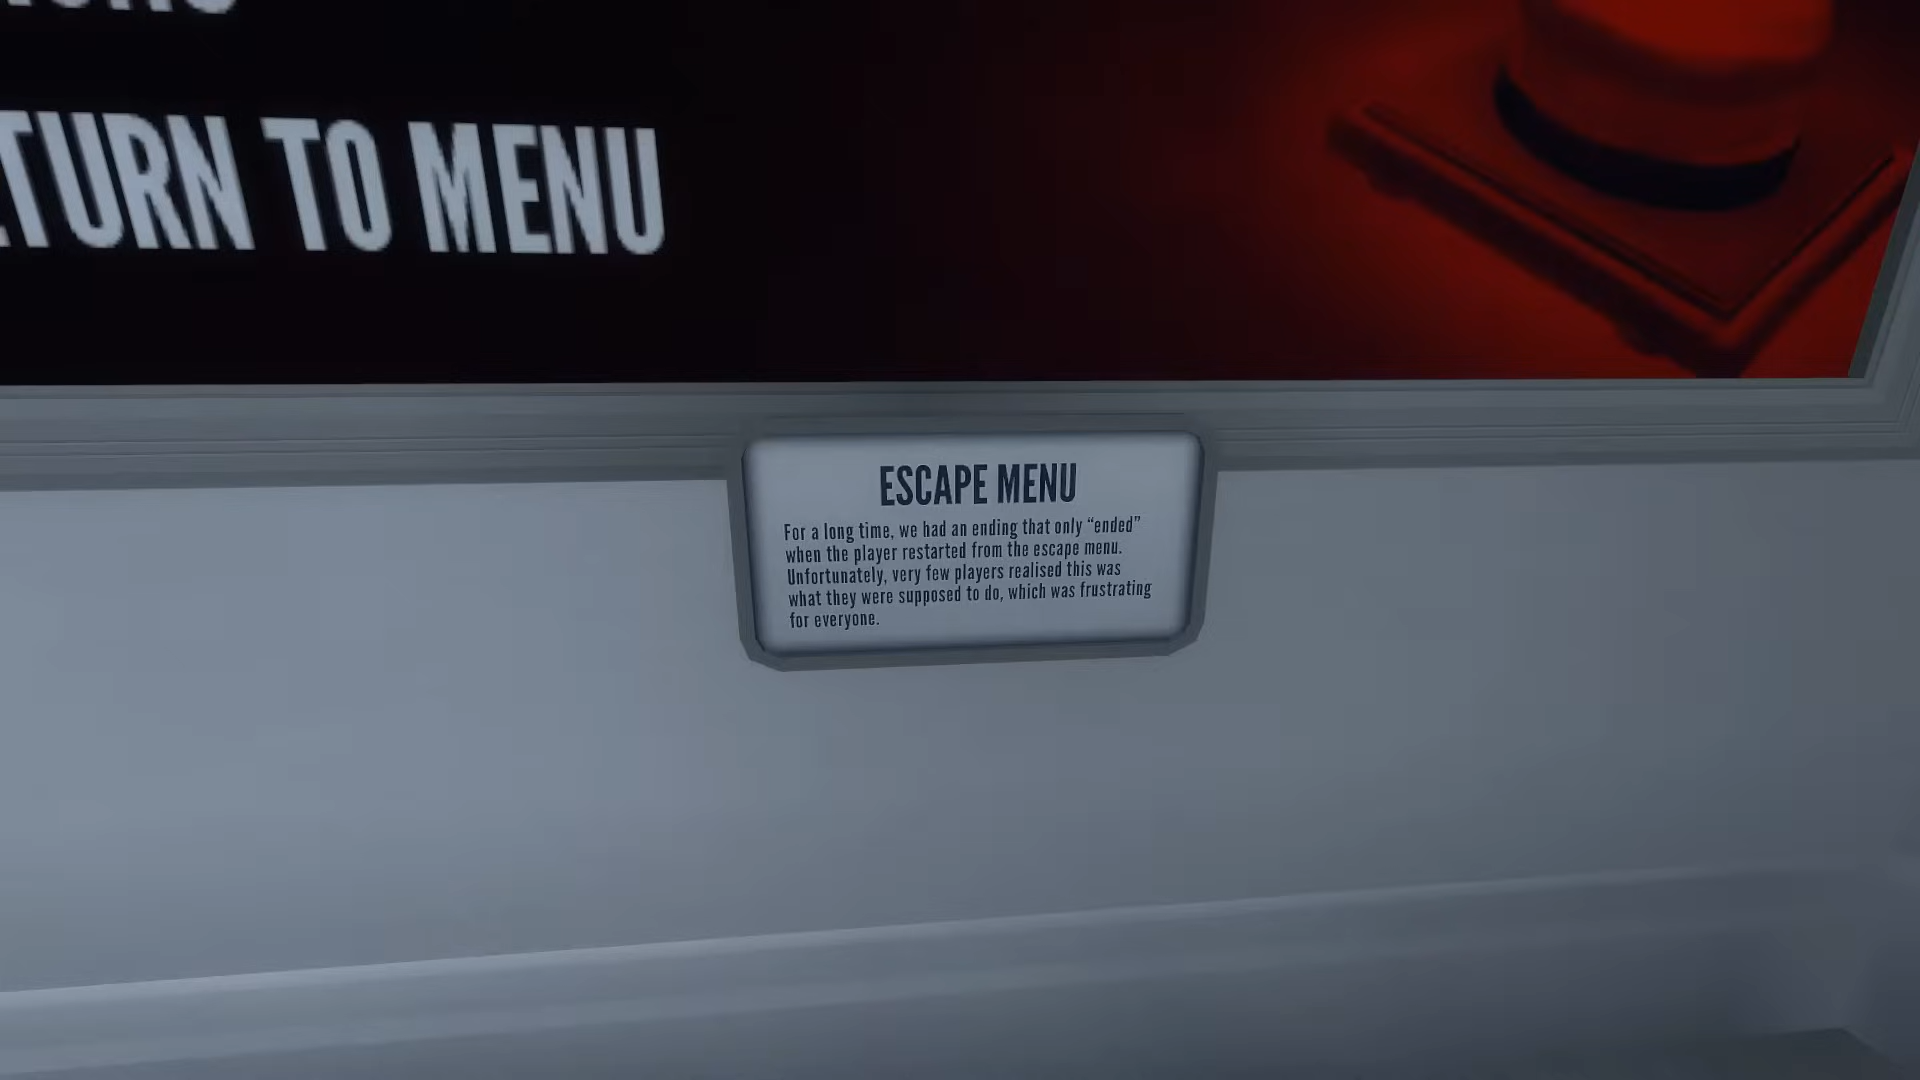 TURN TO MENU
ESCAPE MENU
For a long time, we had an ending that only “ended”
when the player restarted from the escape menu.
Unfortunately, very few players realised this was
what they were supposed to do, which was frustrating
for everyone.